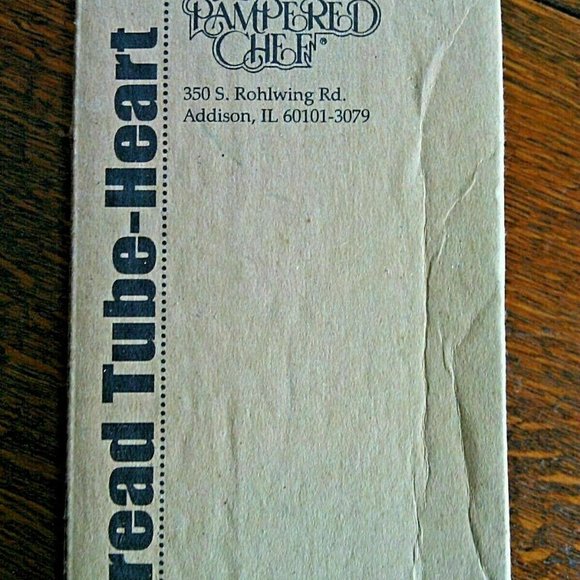 PAMPERED
CHEF®
350 S. Rohlwing Rd.
Addison, IL 60101-3079
read Tube-Heart